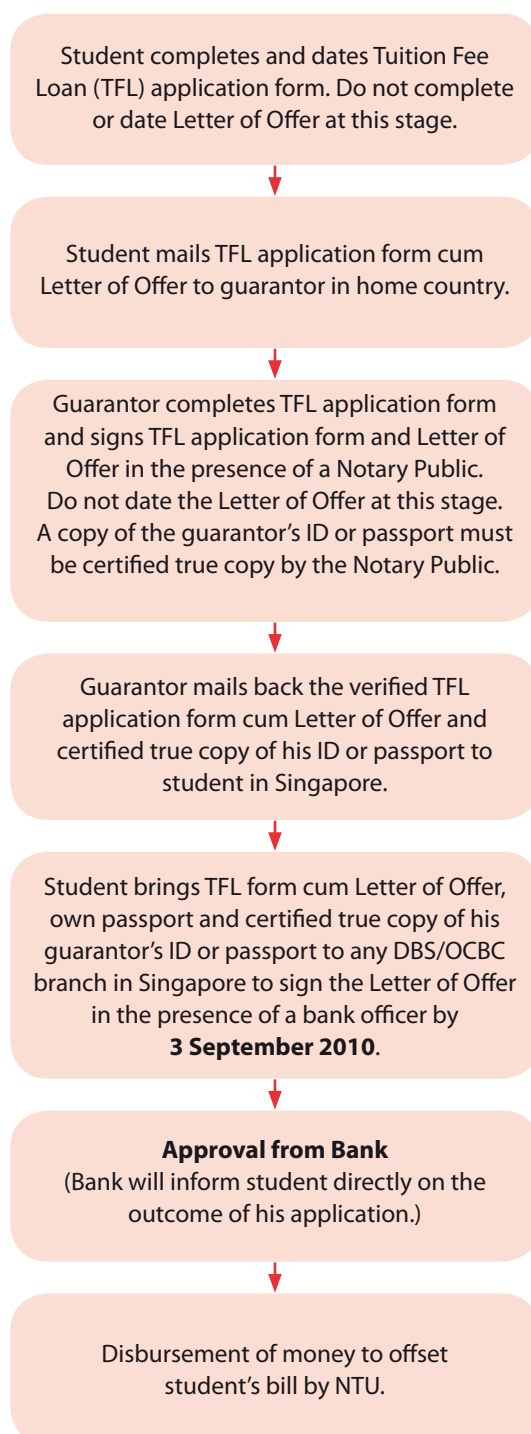 Student completes and dates Tuition Fee
Loan (TFL) application form. Do not complete
or date Letter of Offer at this stage.
Student mails TFL application form cum
Letter of Offer to guarantor in home country.
Guarantor completes TFL application form
and signs TFL application form and Letter of
Offer in the presence of a Notary Public.
Do not date the Letter of Offer at this stage.
A copy of the guarantor’s ID or passport must
be certified true copy by the Notary Public.
Guarantor mails back the verified TFL
application form cum Letter of Offer and
certified true copy of his ID or passport to
student in Singapore.
Student brings TFL form cum Letter of Offer,
own passport and certified true copy of his
guarantor’s ID or passport to any DBS/OCBC
branch in Singapore to sign the Letter of Offer
in the presence of a bank officer by
3 September 2010.
Approval from Bank
(Bank will inform student directly on the
outcome of his application.)
Disbursement of money to offset
student’s bill by NTU.